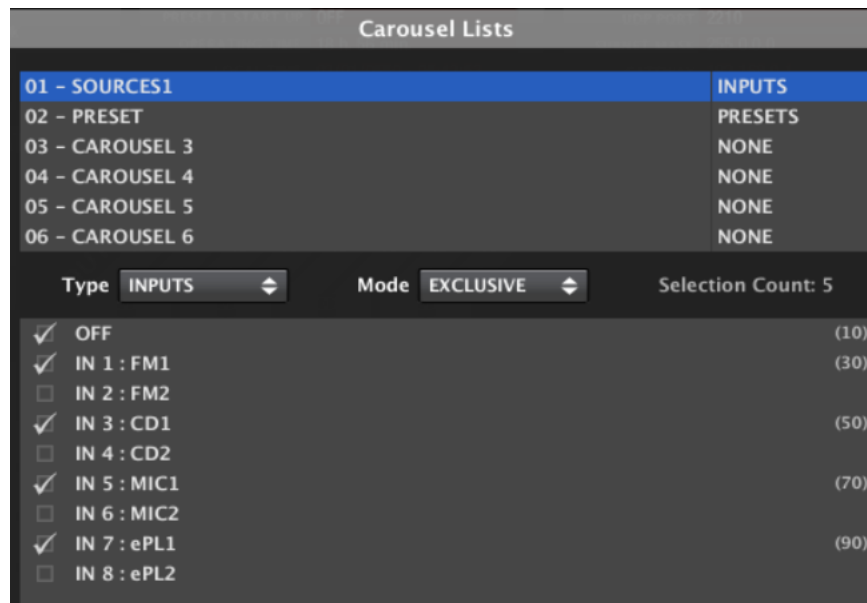 Carousel Lists
01 - SOURCES1 INPUTS
02 - PRESET PRESETS
03 - CAROUSEL 3 NONE
04 - CAROUSEL 4 NONE
05 - CAROUSEL 5 NONE
06 - CAROUSEL 6 NONE
Type INPUTS Mode EXCLUSIVE Selection Count: 5
OFF (10)
IN 1 : FM1 (30)
IN 2 : FM2
IN 3 : CD1 (50)
IN 4 : CD2
IN 5 : MIC1 (70)
IN 6 : MIC2
IN 7 : ePL1 (90)
IN 8 : ePL2